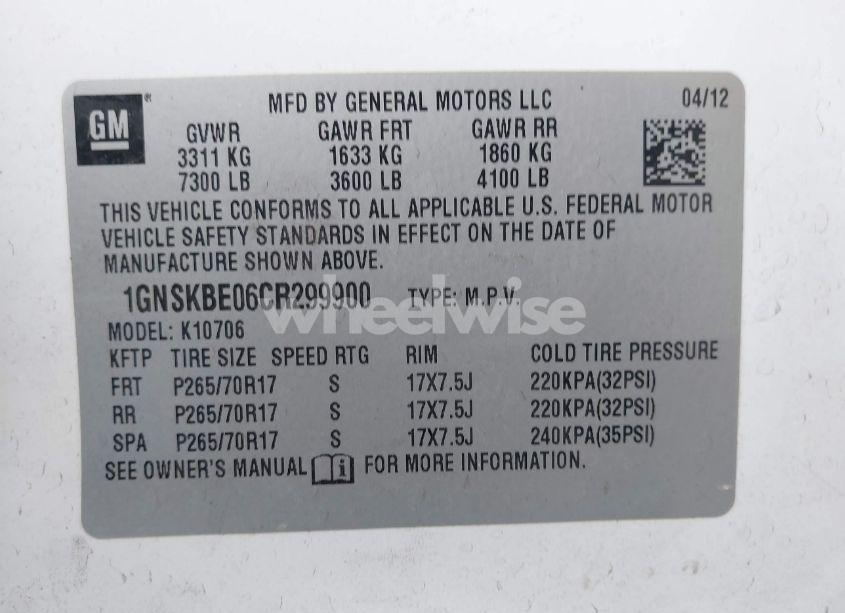 GM
MFD BY GENERAL MOTORS LLC 04/12
GVWR GAWR FRT GAWR RR
3311 KG 1633 KG 1860 KG
7300 LB 3600 LB 4100 LB
THIS VEHICLE CONFORMS TO ALL APPLICABLE U.S. FEDERAL MOTOR
VEHICLE SAFETY STANDARDS IN EFFECT ON THE DATE OF
MANUFACTURE SHOWN ABOVE.
1GNSKBE06CR299900 TYPE: M.P.V.
wheelwise
MODEL: K10706
KFTP TIRE SIZE SPEED RTG RIM COLD TIRE PRESSURE
FRT P265/70R17 S 17X7.5J 220KPA(32PSI)
RR P265/70R17 S 17X7.5J 220KPA(32PSI)
SPA P265/70R17 S 17X7.5J 240KPA(35PSI)
SEE OWNER'S MANUAL i FOR MORE INFORMATION.